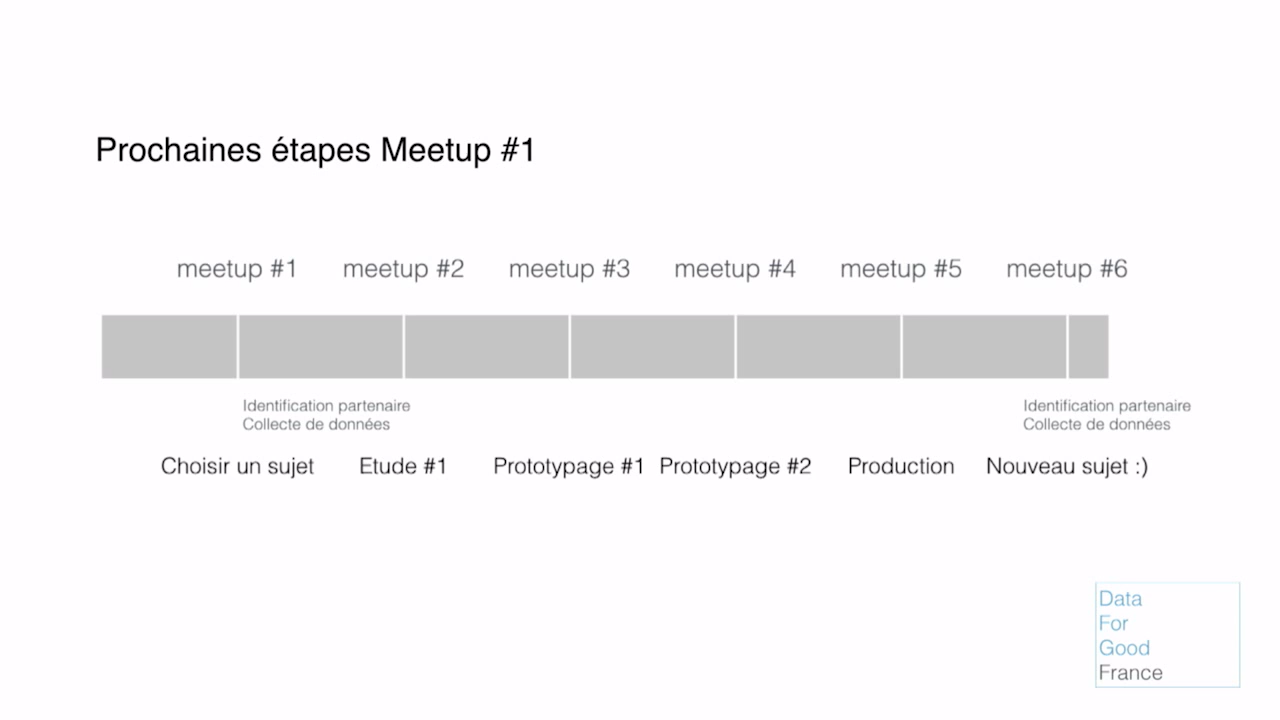 Prochaines étapes Meetup #1
meetup #1 meetup #2 meetup #3 meetup #4 meetup #5 meetup #6
Identification partenaire
Collecte de données
Identification partenaire
Collecte de données
Choisir un sujet Etude #1 Prototypage #1 Prototypage #2 Production Nouveau sujet :)
Data
For
Good
France